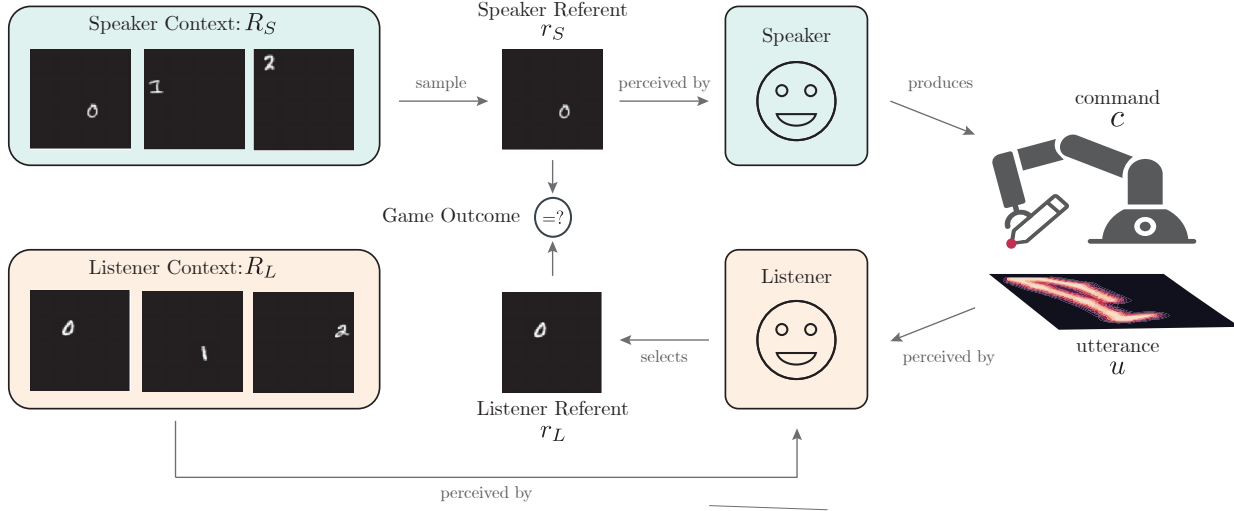 Speaker Context: R_S
0
1
2
sample
Speaker Referent
r_S
0
perceived by
Speaker
produces
command
c
Game Outcome
=?
Listener Context: R_L
0
1
2
Listener Referent
r_L
0
selects
Listener
perceived by
utterance
u
perceived by